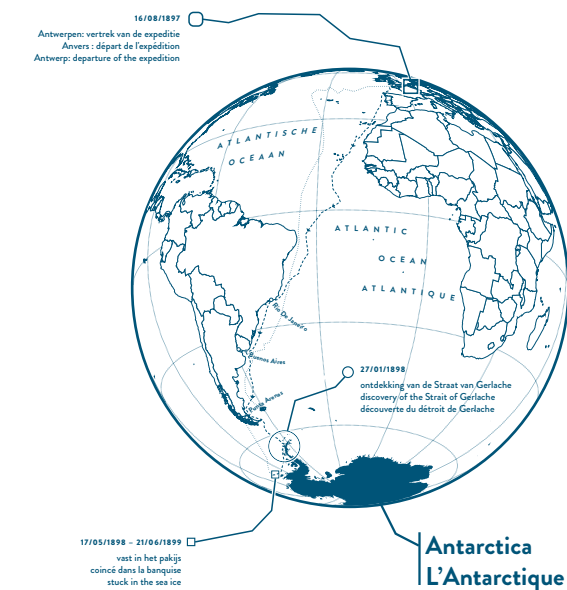 16/08/1897
Antwerpen: vertrek van de expeditie
Anvers : départ de l'expédition
Antwerp: departure of the expedition
ATLANTISCHE
OCEAAN
ATLANTIC
OCEAN
ATLANTIQUE
Rio De Janeiro
Buenos Aires
Punta Arenas
27/01/1898
ontdekking van de Straat van Gerlache
discovery of the Strait of Gerlache
découverte du détroit de Gerlache
17/05/1898 – 21/06/1899
vast in het pakijs
coincé dans la banquise
stuck in the sea ice
Antarctica
L'Antarctique